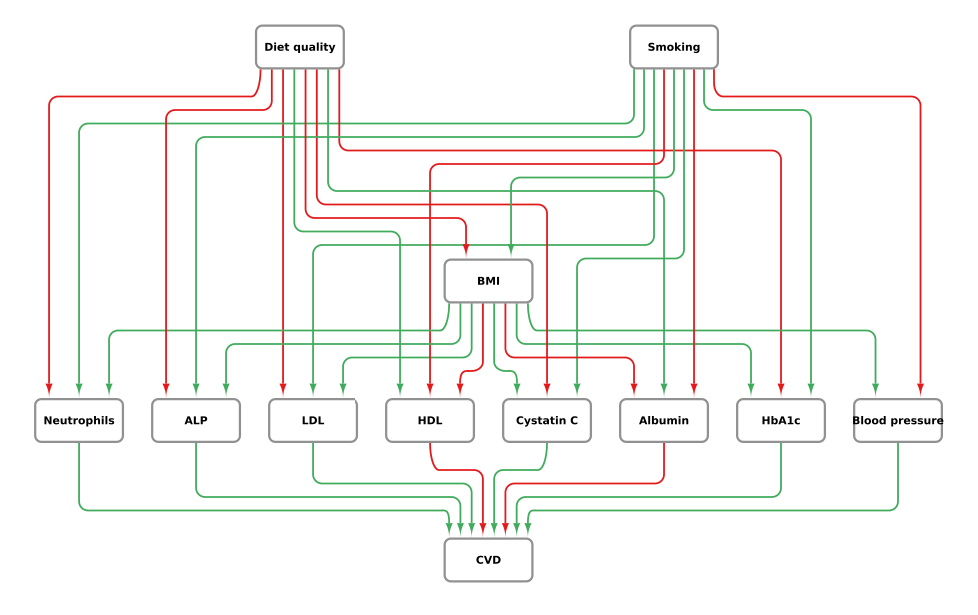 Diet quality
Smoking
BMI
Neutrophils
ALP
LDL
HDL
Cystatin C
Albumin
HbA1c
Blood pressure
CVD